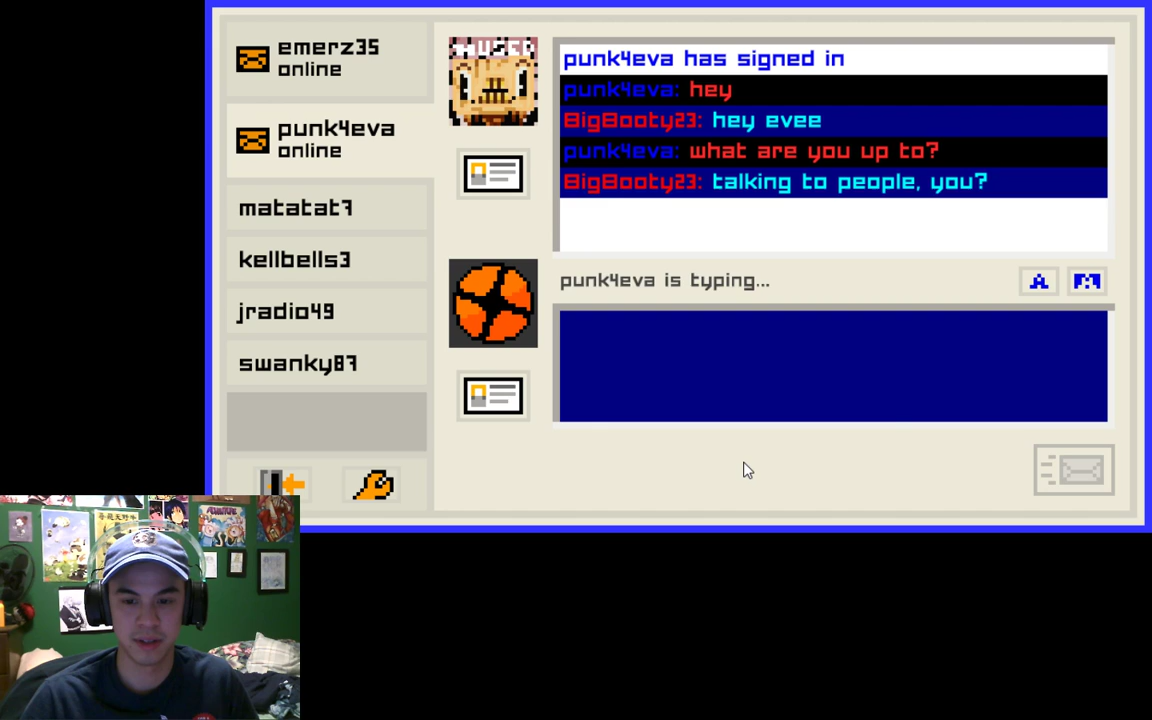 emerz35
online
punk4eva
online
matatat7
kellbells3
jradio49
swanky87
punk4eva has signed in
punk4eva: hey
BigBooty23: hey evee
punk4eva: what are you up to?
BigBooty23: talking to people, you?
punk4eva is typing...
A